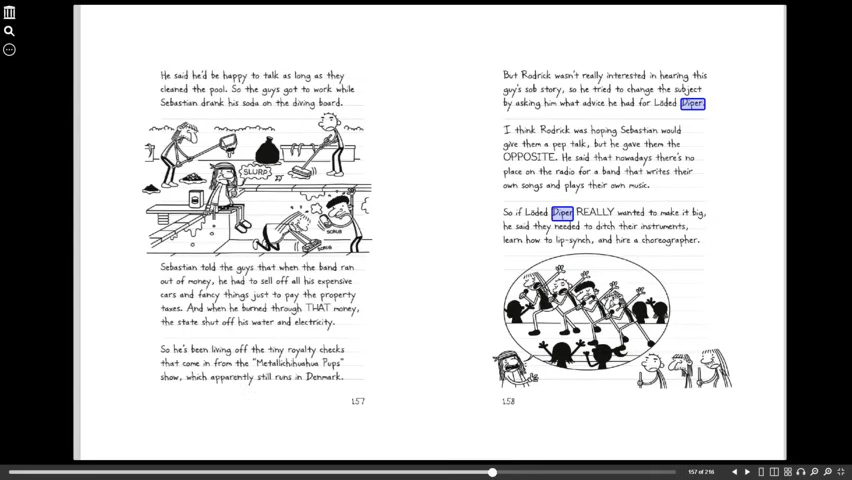 He said he'd be happy to talk as long as they
cleaned the pool. So the guys got to work while
Sebastian drank his soda on the diving board.
SLURP
SCRUB
SCRUB
Sebastian told the guys that when the band ran
out of money, he had to sell off all his expensive
cars and fancy things just to pay the property
taxes. And when he burned through THAT money,
the state shut off his water and electricity.
So he's been living off the tiny royalty checks
that come in from the "Metallichihuahua Pups"
show, which apparently still runs in Denmark.
157
But Rodrick wasn't really interested in hearing this
guy's sob story, so he tried to change the subject
by asking him what advice he had for Löded Diper.
I think Rodrick was hoping Sebastian would
give them a pep talk, but he gave them the
OPPOSITE. He said that nowadays there's no
place on the radio for a band that writes their
own songs and plays their own music.
So if Löded Diper REALLY wanted to make it big,
he said they needed to ditch their instruments,
learn how to lip-synch, and hire a choreographer.
158
157 of 216